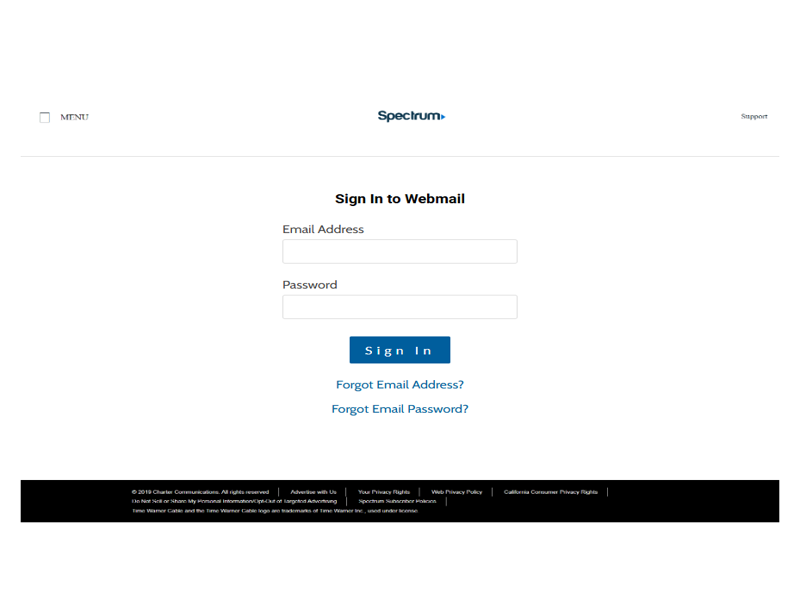 MENU
Spectrum
Support
Sign In to Webmail
Email Address
Password
Sign In
Forgot Email Address?
Forgot Email Password?
© 2019 Charter Communications. All rights reserved | Advertise with Us | Your Privacy Rights | Web Privacy Policy | California Consumer Privacy Rights |
Do Not Sell or Share My Personal Information/Opt-Out of Targeted Advertising | Spectrum Subscriber Policies |
Time Warner Cable and the Time Warner Cable logo are trademarks of Time Warner Inc., used under license.